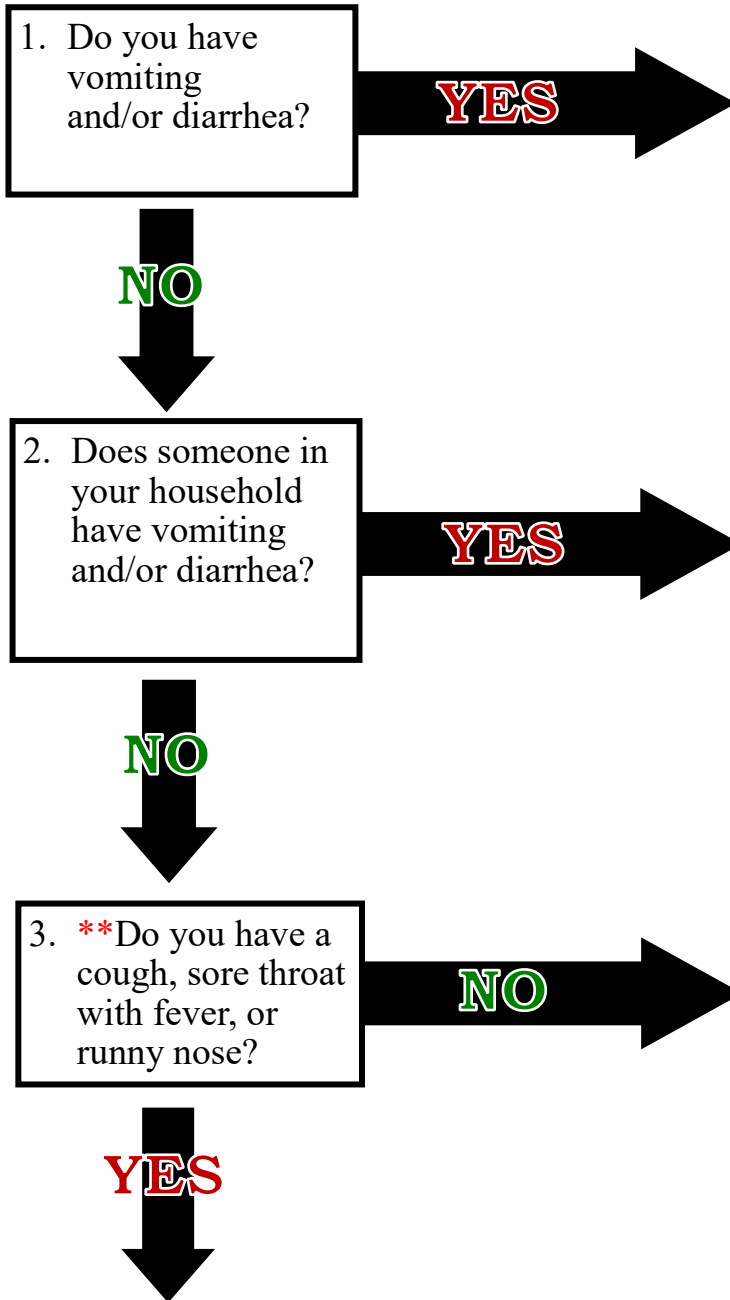 1. Do you have
vomiting
and/or diarrhea?
YES
NO
2. Does someone in
your household
have vomiting
and/or diarrhea?
YES
NO
3. **Do you have a
cough, sore throat
with fever, or
runny nose?
NO
YES